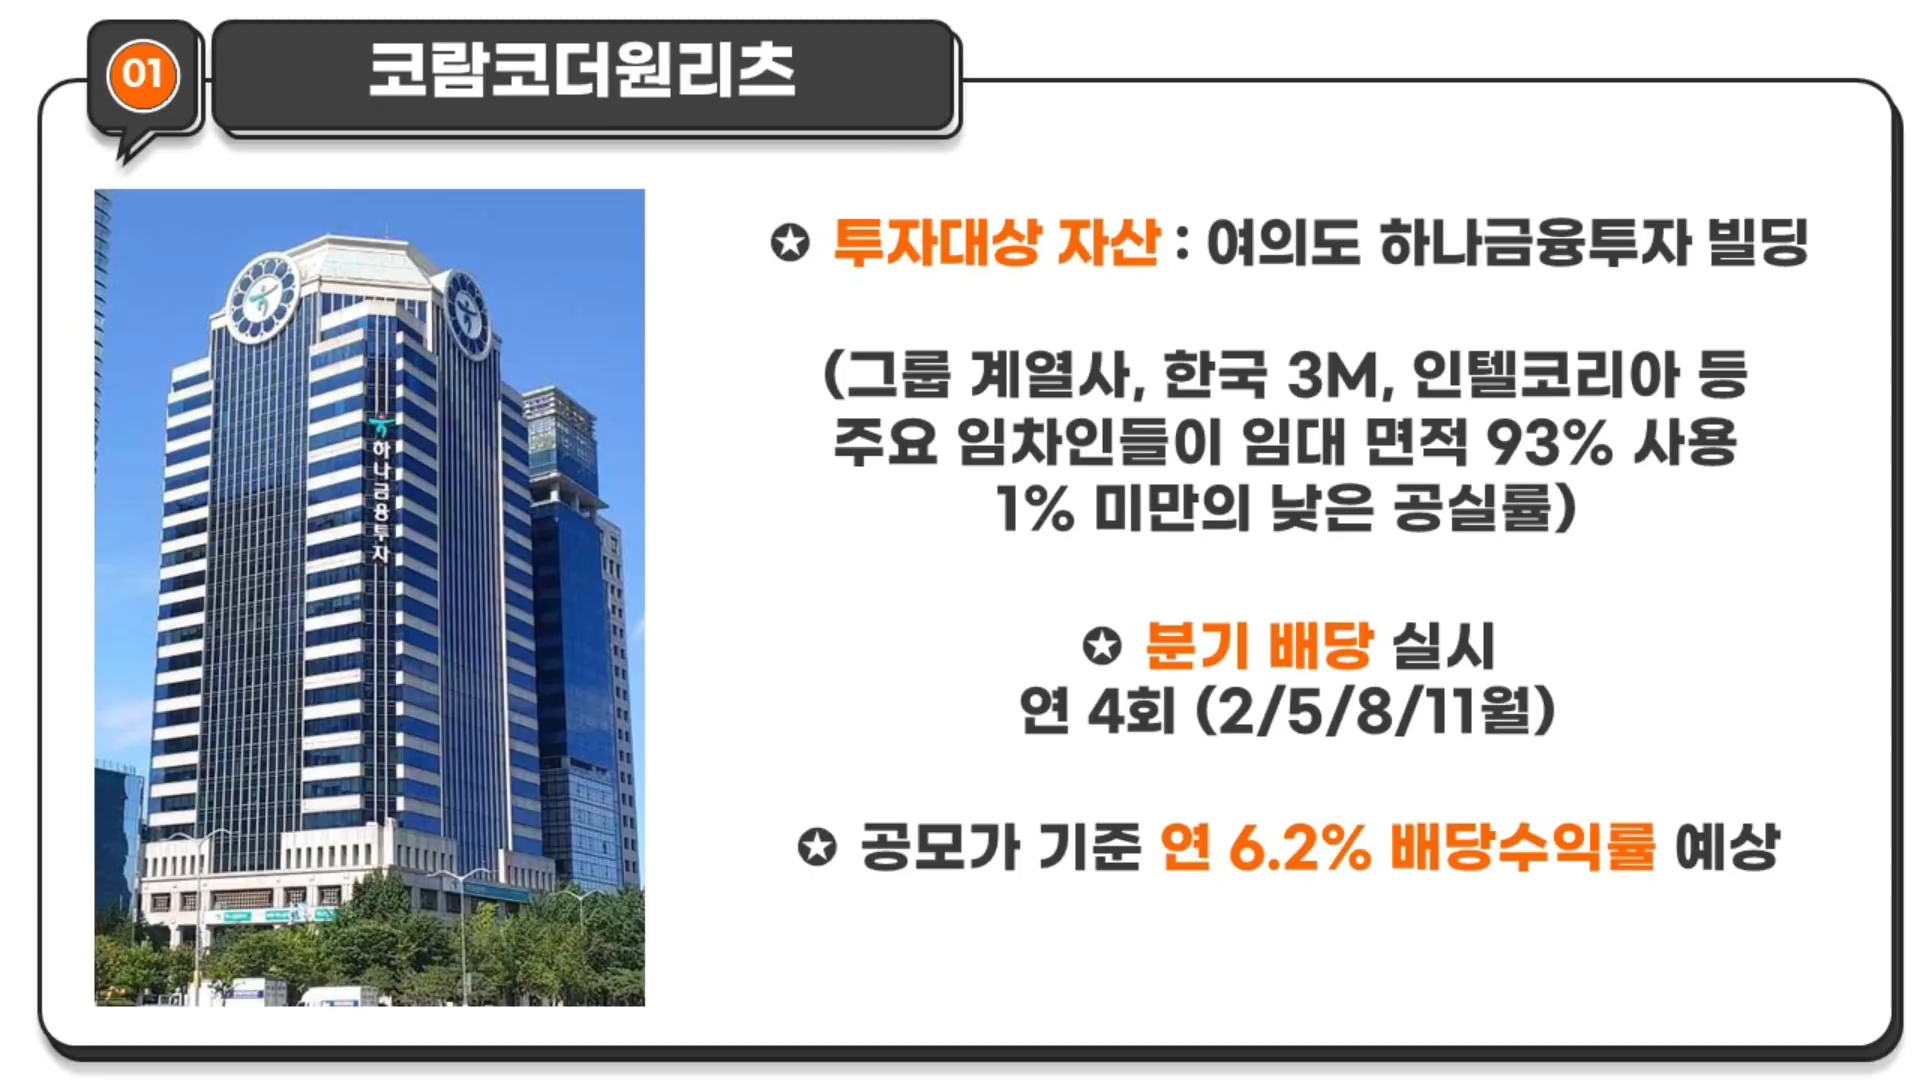 01
코람코더원리츠
하나금융투자
✪ 투자대상 자산 : 여의도 하나금융투자 빌딩
(그룹 계열사, 한국 3M, 인텔코리아 등
주요 임차인들이 임대 면적 93% 사용
1% 미만의 낮은 공실률)
✪ 분기 배당 실시
연 4회 (2/5/8/11월)
✪ 공모가 기준 연 6.2% 배당수익률 예상